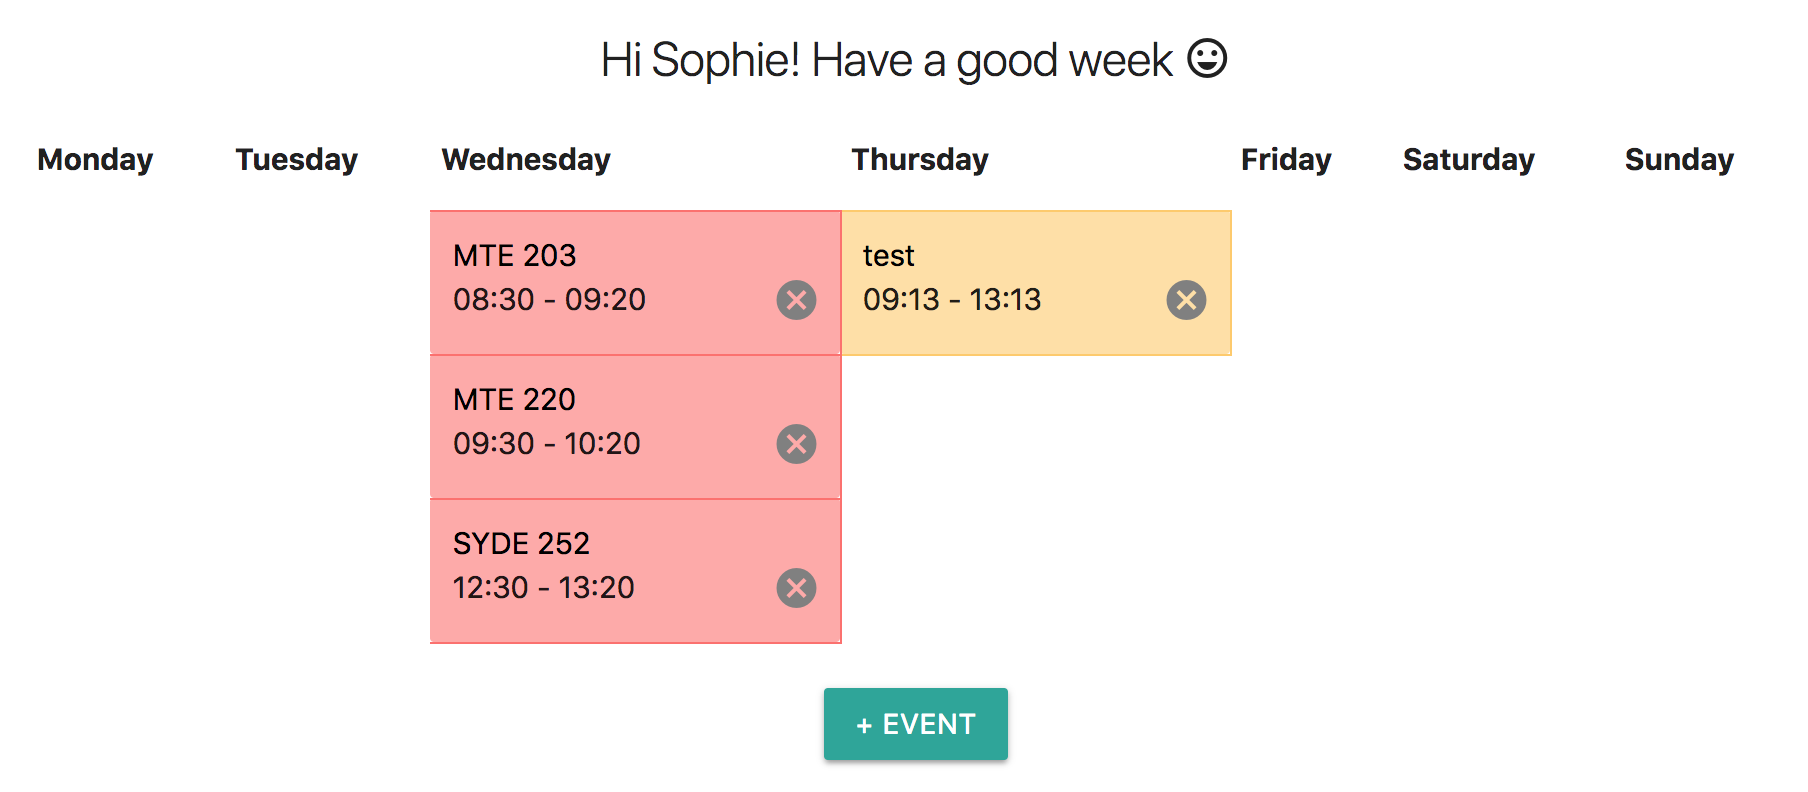 Hi Sophie! Have a good week
Monday Tuesday Wednesday Thursday Friday Saturday Sunday
MTE 203
08:30 - 09:20
test
09:13 - 13:13
MTE 220
09:30 - 10:20
SYDE 252
12:30 - 13:20
+ EVENT